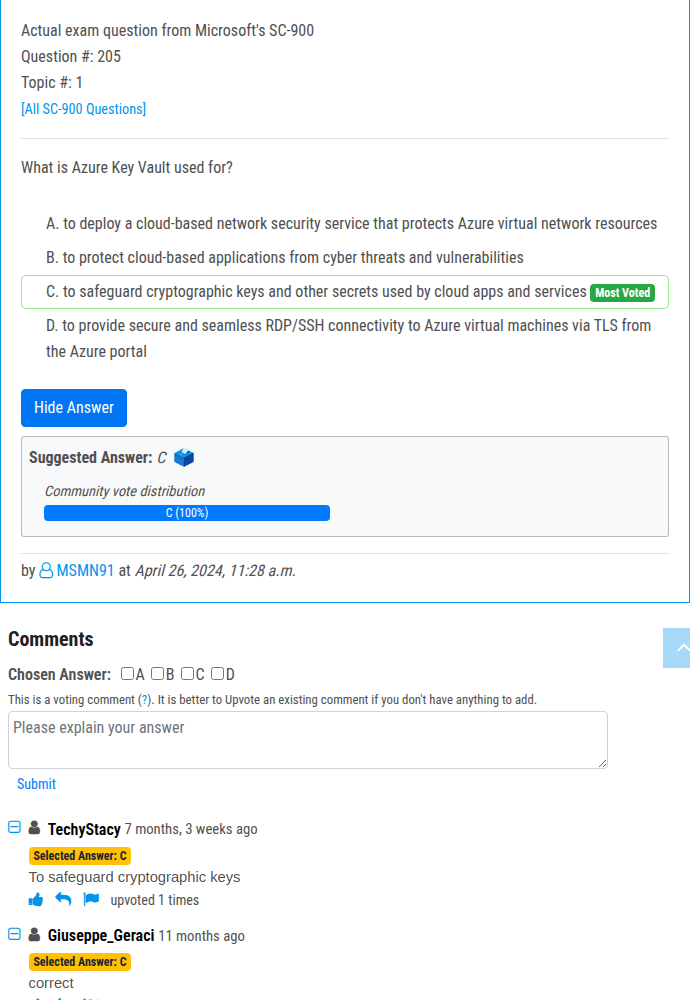 Actual exam question from Microsoft's SC-900
Question #: 205
Topic #: 1
[All SC-900 Questions]
What is Azure Key Vault used for?
A. to deploy a cloud-based network security service that protects Azure virtual network resources
B. to protect cloud-based applications from cyber threats and vulnerabilities
C. to safeguard cryptographic keys and other secrets used by cloud apps and services Most Voted
D. to provide secure and seamless RDP/SSH connectivity to Azure virtual machines via TLS from
the Azure portal
Hide Answer
Suggested Answer: C
Community vote distribution
C (100%)
by MSMN91 at April 26, 2024, 11:28 a.m.
Comments
Chosen Answer: A B C D
This is a voting comment (?). It is better to Upvote an existing comment if you don't have anything to add.
Please explain your answer
Submit
TechyStacy 7 months, 3 weeks ago
Selected Answer: C
To safeguard cryptographic keys
upvoted 1 times
Giuseppe_Geraci 11 months ago
Selected Answer: C
correct